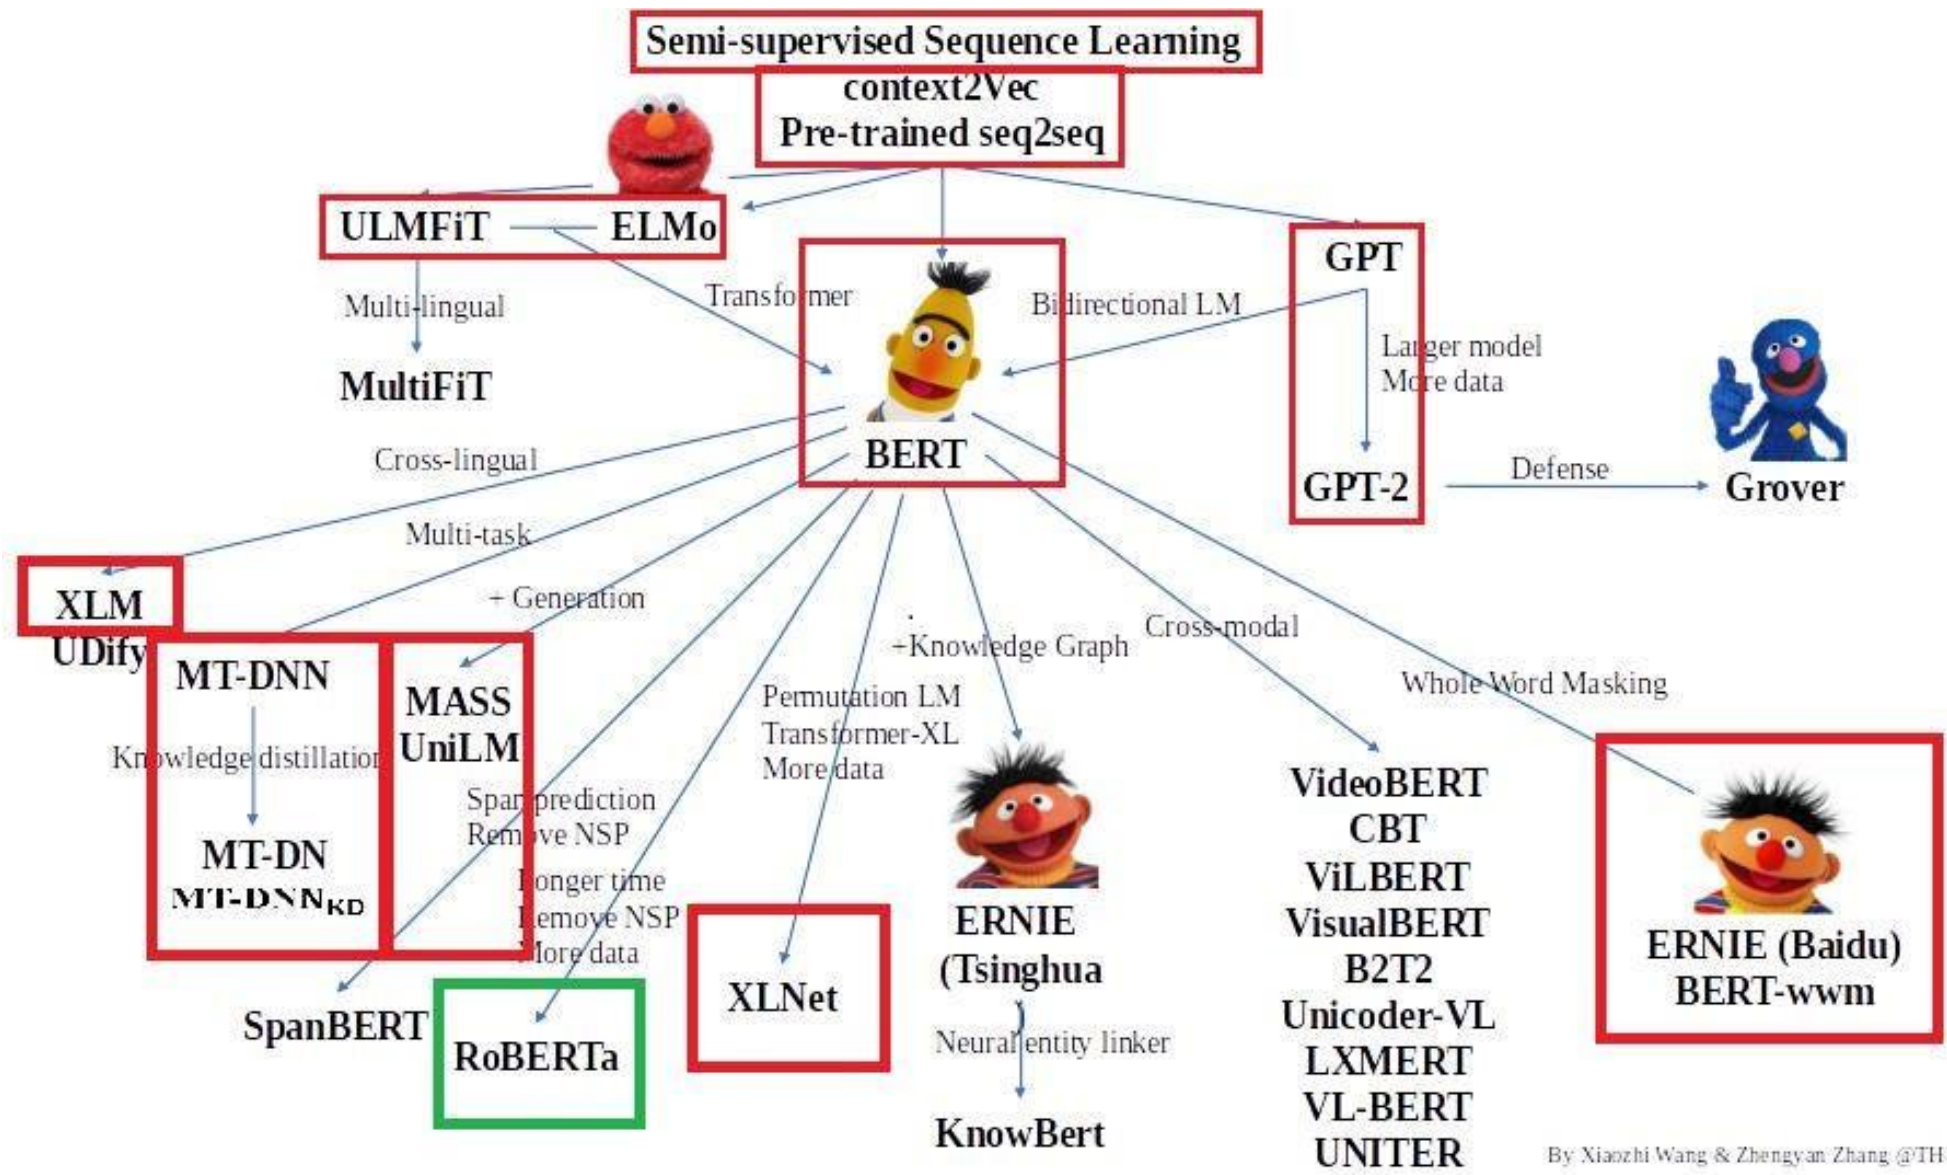 Semi-supervised Sequence Learning
context2Vec
Pre-trained seq2seq
ULMFiT
ELMo
GPT
Multi-lingual
Transformer
Bidirectional LM
Larger model
More data
MultiFiT
BERT
Cross-lingual
GPT-2
Defense
Grover
Multi-task
XLM
UDify
+ Generation
+Knowledge Graph
Cross-modal
Whole Word Masking
MT-DNN
MASS
UniLM
Knowledge distillation
Permutation LM
Transformer-XL
More data
MT-DN
MT-DNN KD
Span prediction
Remove NSP
Longer time
Remove NSP
More data
SpanBERT
RoBERTa
XLNet
ERNIE
(Tsinghua
)
Neural entity linker
KnowBert
VideoBERT
CBT
ViLBERT
VisualBERT
B2T2
Unicoder-VL
LXMERT
VL-BERT
UNITER
ERNIE (Baidu)
BERT-wwm
By Xiaozhi Wang & Zhengyan Zhang @TH